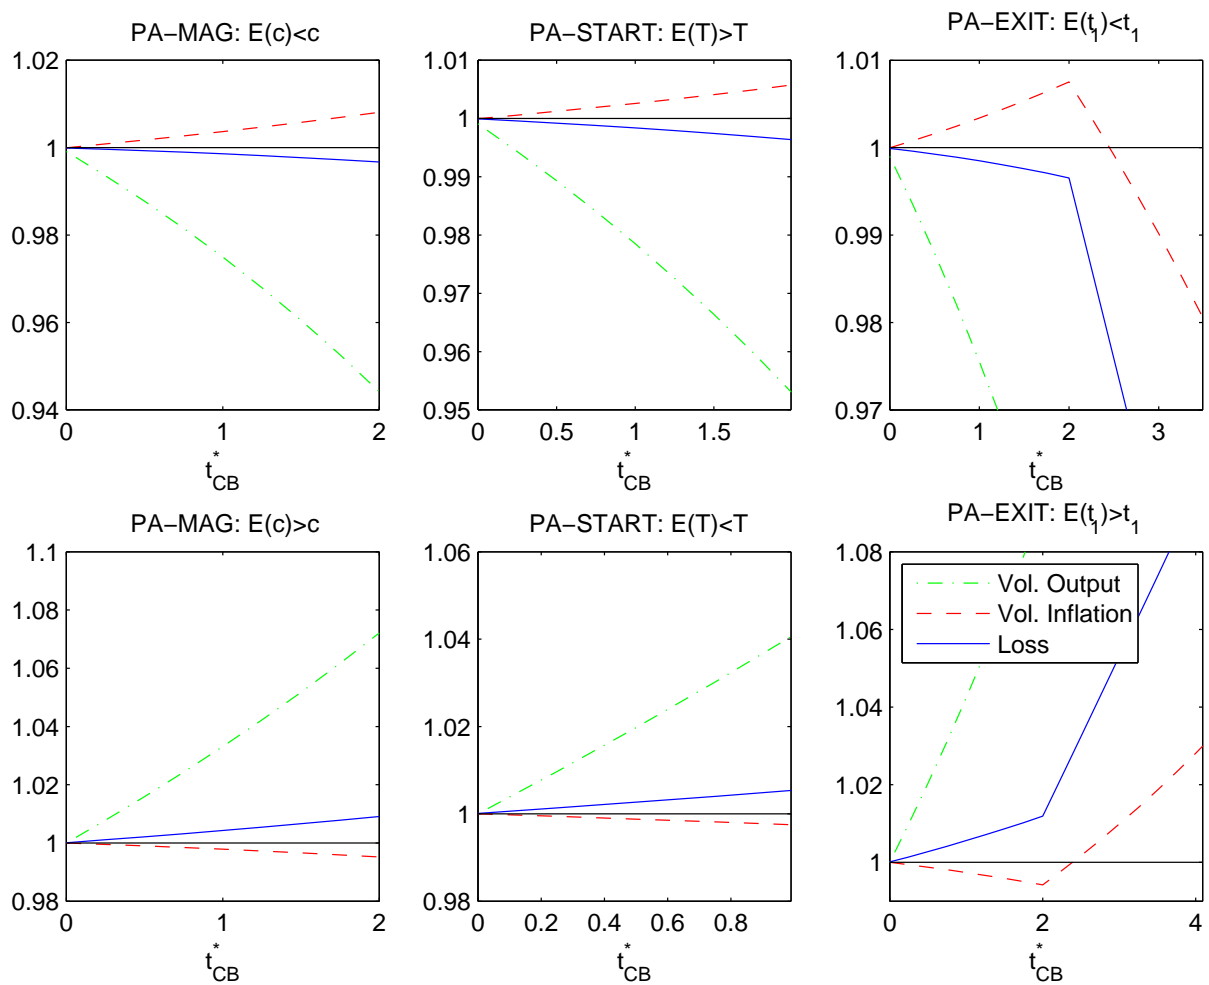 PA−MAG: E(c)<c
1.02
1
0.98
0.96
0.94
0 1 2
t*CB
PA−START: E(T)>T
1.01
1
0.99
0.98
0.97
0.96
0.95
0 0.5 1 1.5
t*CB
PA−EXIT: E(t1)<t1
1.01
1
0.99
0.98
0.97
0 1 2 3
t*CB
PA−MAG: E(c)>c
1.1
1.08
1.06
1.04
1.02
1
0.98
0 1 2
t*CB
PA−START: E(T)<T
1.06
1.04
1.02
1
0.98
0 0.2 0.4 0.6 0.8
t*CB
PA−EXIT: E(t1)>t1
1.08
1.06
1.04
1.02
1
0 2 4
t*CB
Vol. Output
Vol. Inflation
Loss